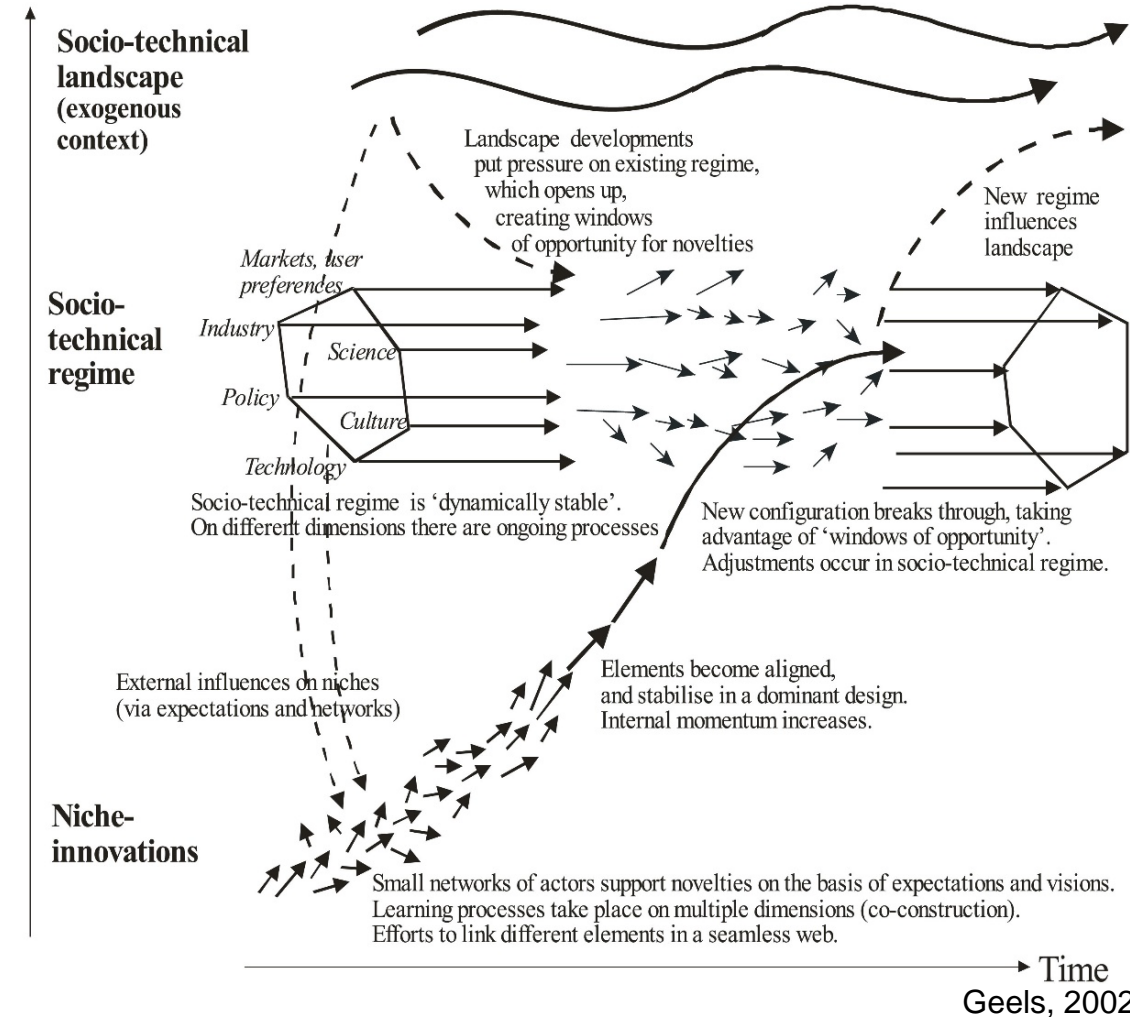 Socio-technical
landscape
(exogenous
context)
Landscape developments
put pressure on existing regime,
which opens up,
creating windows
of opportunity for novelties
New regime
influences
landscape
Socio-
technical
regime
Markets, user
preferences
Industry
Science
Policy
Culture
Technology
Socio-technical regime is ‘dynamically stable’.
On different dimensions there are ongoing processes
New configuration breaks through, taking
advantage of ‘windows of opportunity’.
Adjustments occur in socio-technical regime.
External influences on niches
(via expectations and networks)
Elements become aligned,
and stabilise in a dominant design.
Internal momentum increases.
Niche-
innovations
Small networks of actors support novelties on the basis of expectations and visions.
Learning processes take place on multiple dimensions (co-construction).
Efforts to link different elements in a seamless web.
Time
Geels, 2002